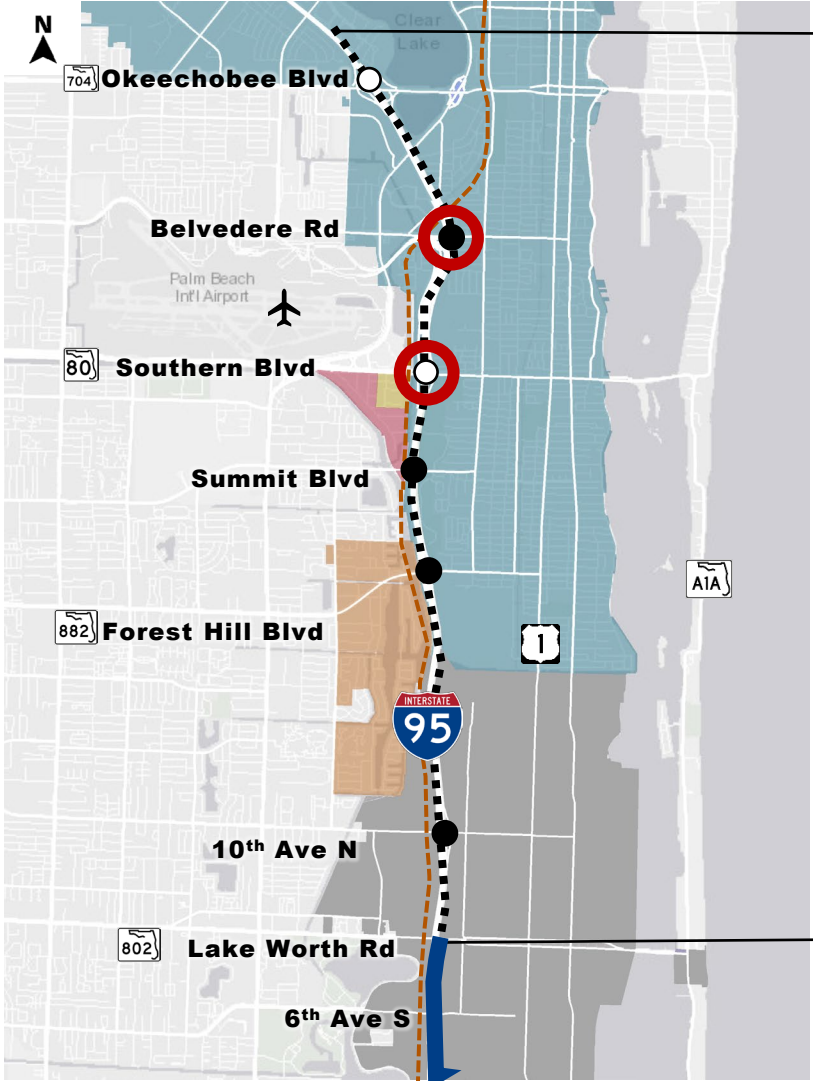 N
Clear
Lake
704 Okeechobee Blvd
Belvedere Rd
Palm Beach
Int'l Airport
80 Southern Blvd
Summit Blvd
A1A
882 Forest Hill Blvd
1
INTERSTATE
95
10th Ave N
802 Lake Worth Rd
6th Ave S